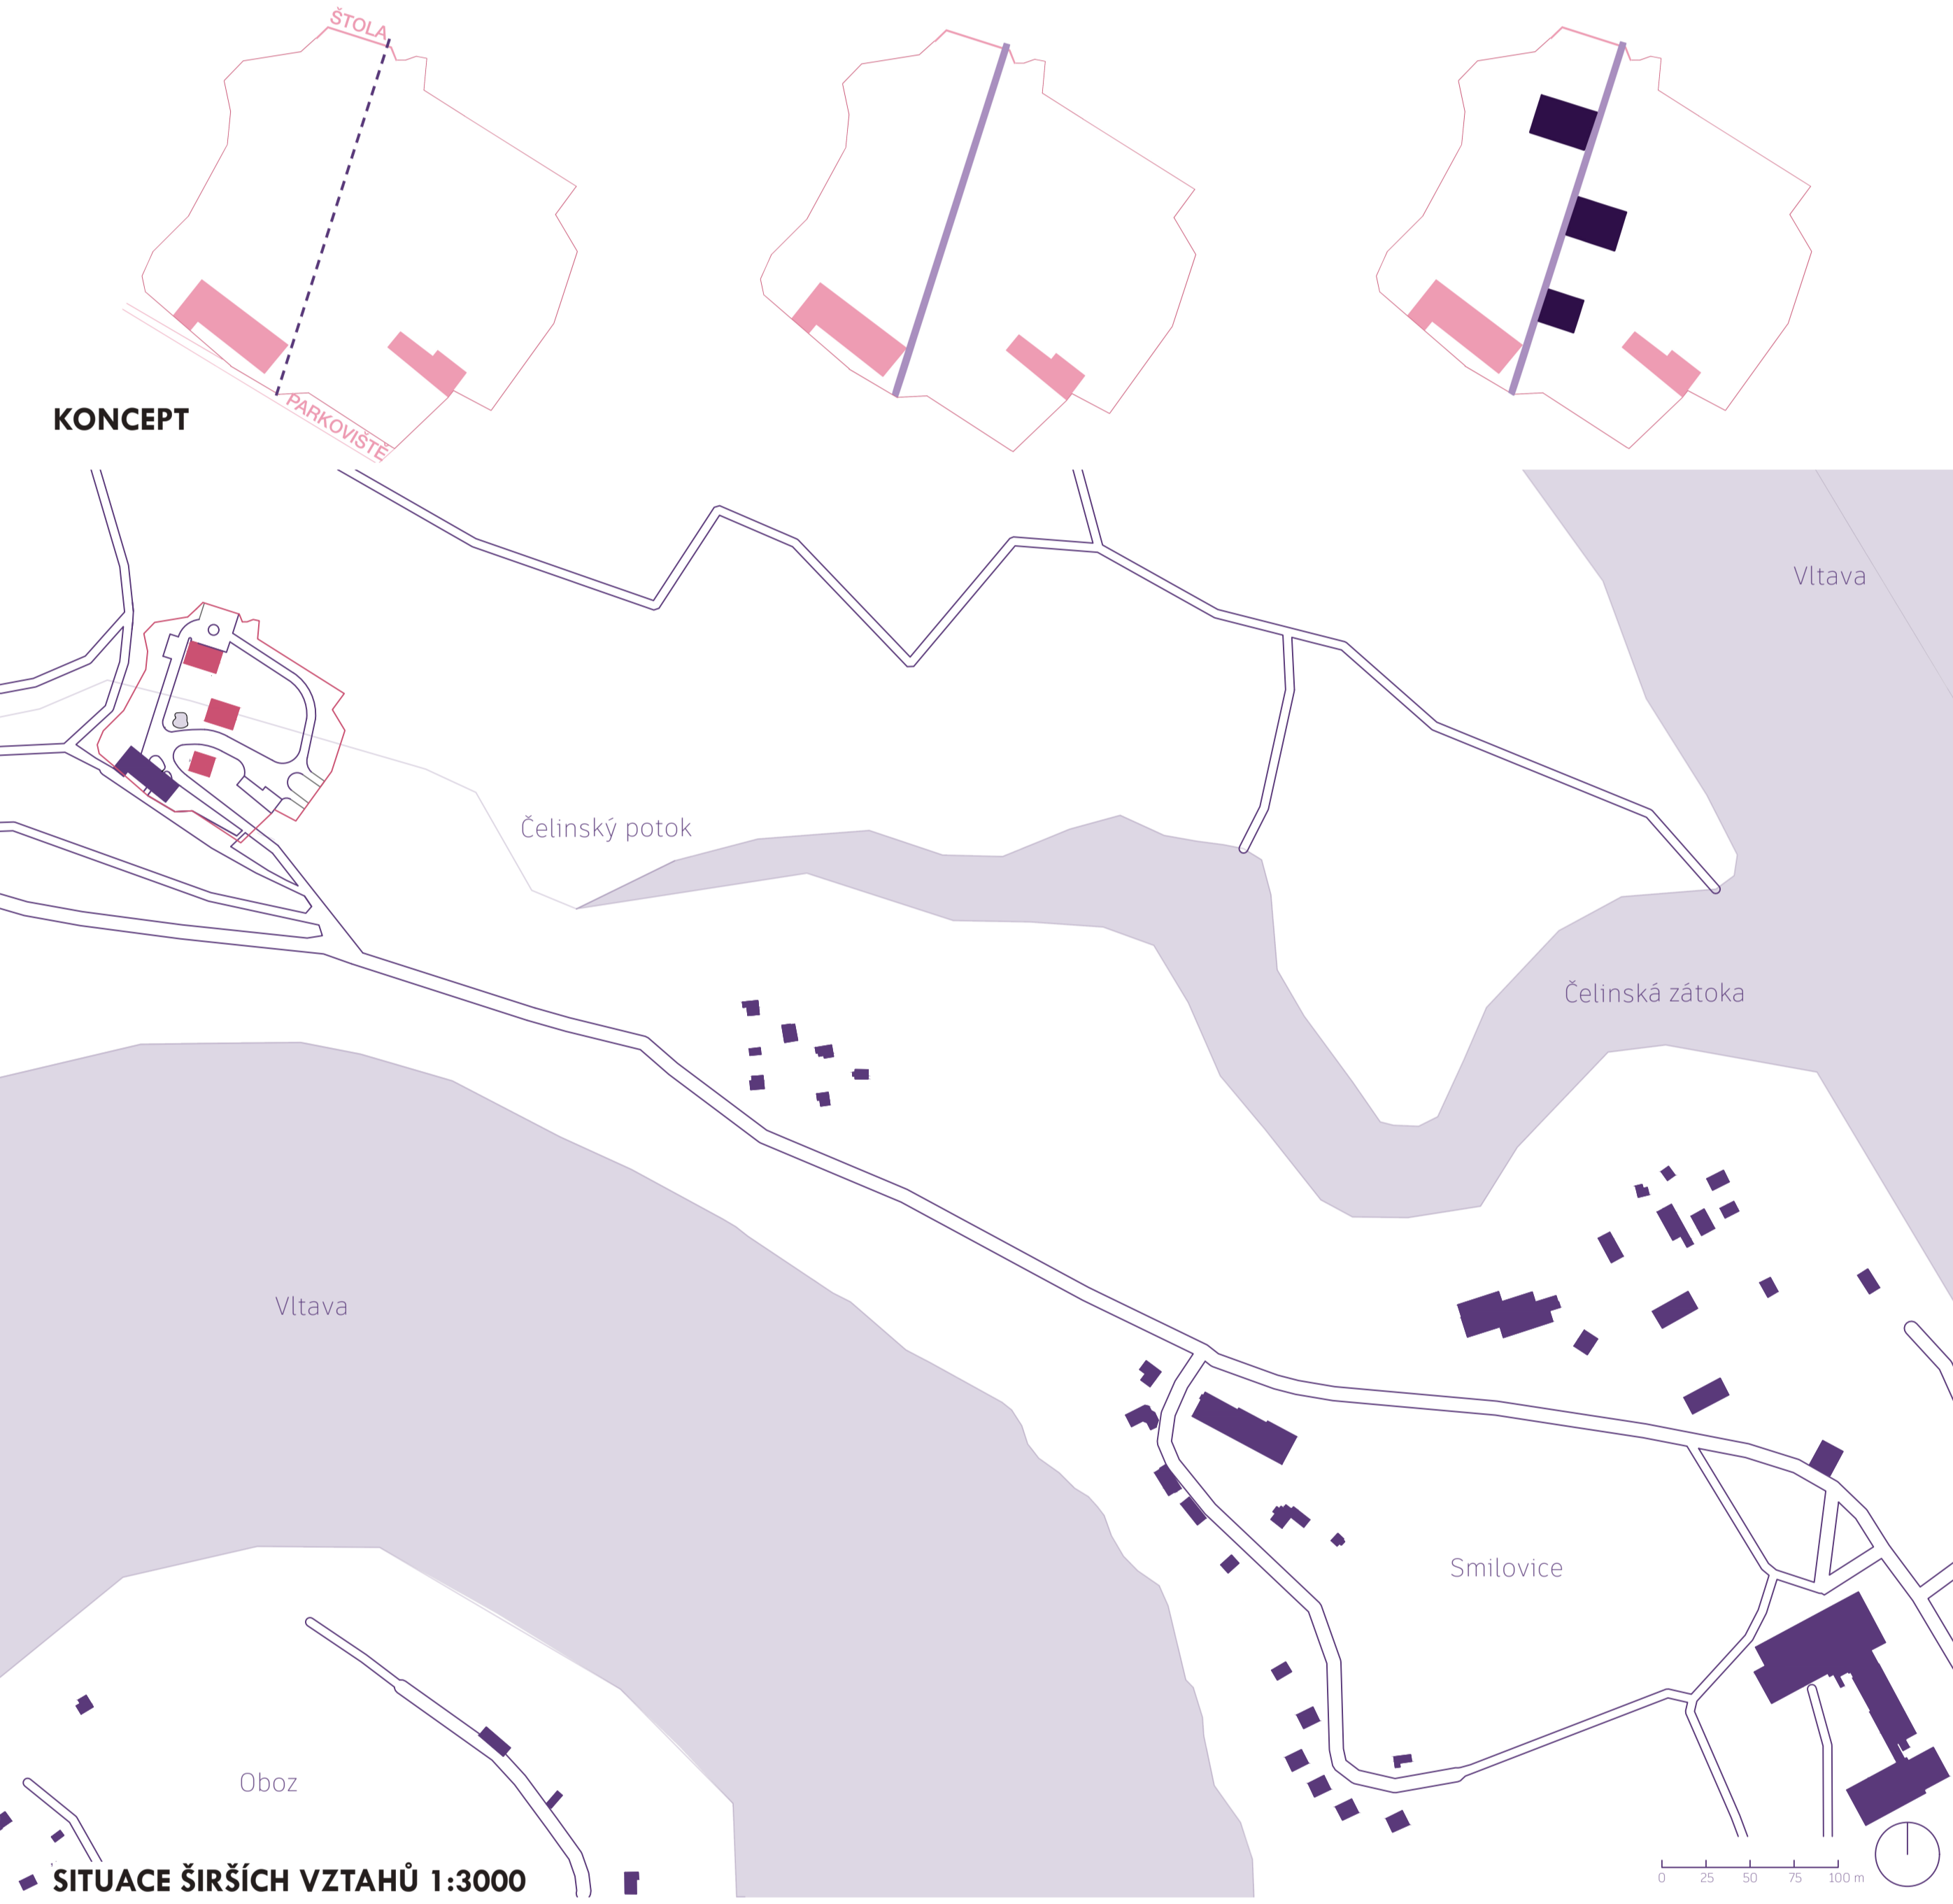 ŠTOLA
PARKOVIŠTĚ
KONCEPT
Vltava
Čelinský potok
Čelinská zátoka
Vltava
Smilovice
Oboz
SITUACE ŠIRŠÍCH VZTAHŮ 1:3000
0 25 50 75 100 m